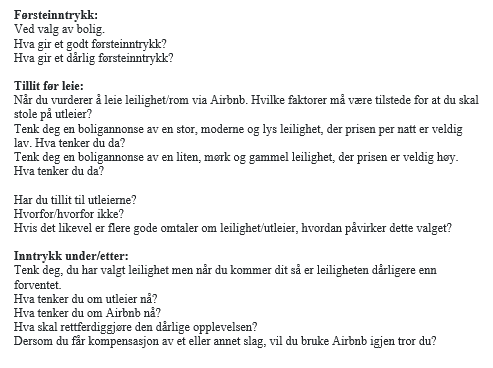 Førsteinntrykk:
Ved valg av bolig.
Hva gir et godt førsteinntrykk?
Hva gir et dårlig førsteinntrykk?
Tillit før leie:
Når du vurderer å leie leilighet/rom via Airbnb. Hvilke faktorer må være tilstede for at du skal
stole på utleier?
Tenk deg en boligannonse av en stor, moderne og lys leilighet, der prisen per natt er veldig
lav. Hva tenker du da?
Tenk deg en boligannonse av en liten, mørk og gammel leilighet, der prisen er veldig høy.
Hva tenker du da?
Har du tillit til utleierne?
Hvorfor/hvorfor ikke?
Hvis det likevel er flere gode omtaler om leilighet/utleier, hvordan påvirker dette valget?
Inntrykk under/etter:
Tenk deg, du har valgt leilighet men når du kommer dit så er leiligheten dårligere enn
forventet.
Hva tenker du om utleier nå?
Hva tenker du om Airbnb nå?
Hva skal rettferdiggjøre den dårlige opplevelsen?
Dersom du får kompensasjon av et eller annet slag, vil du bruke Airbnb igjen tror du?